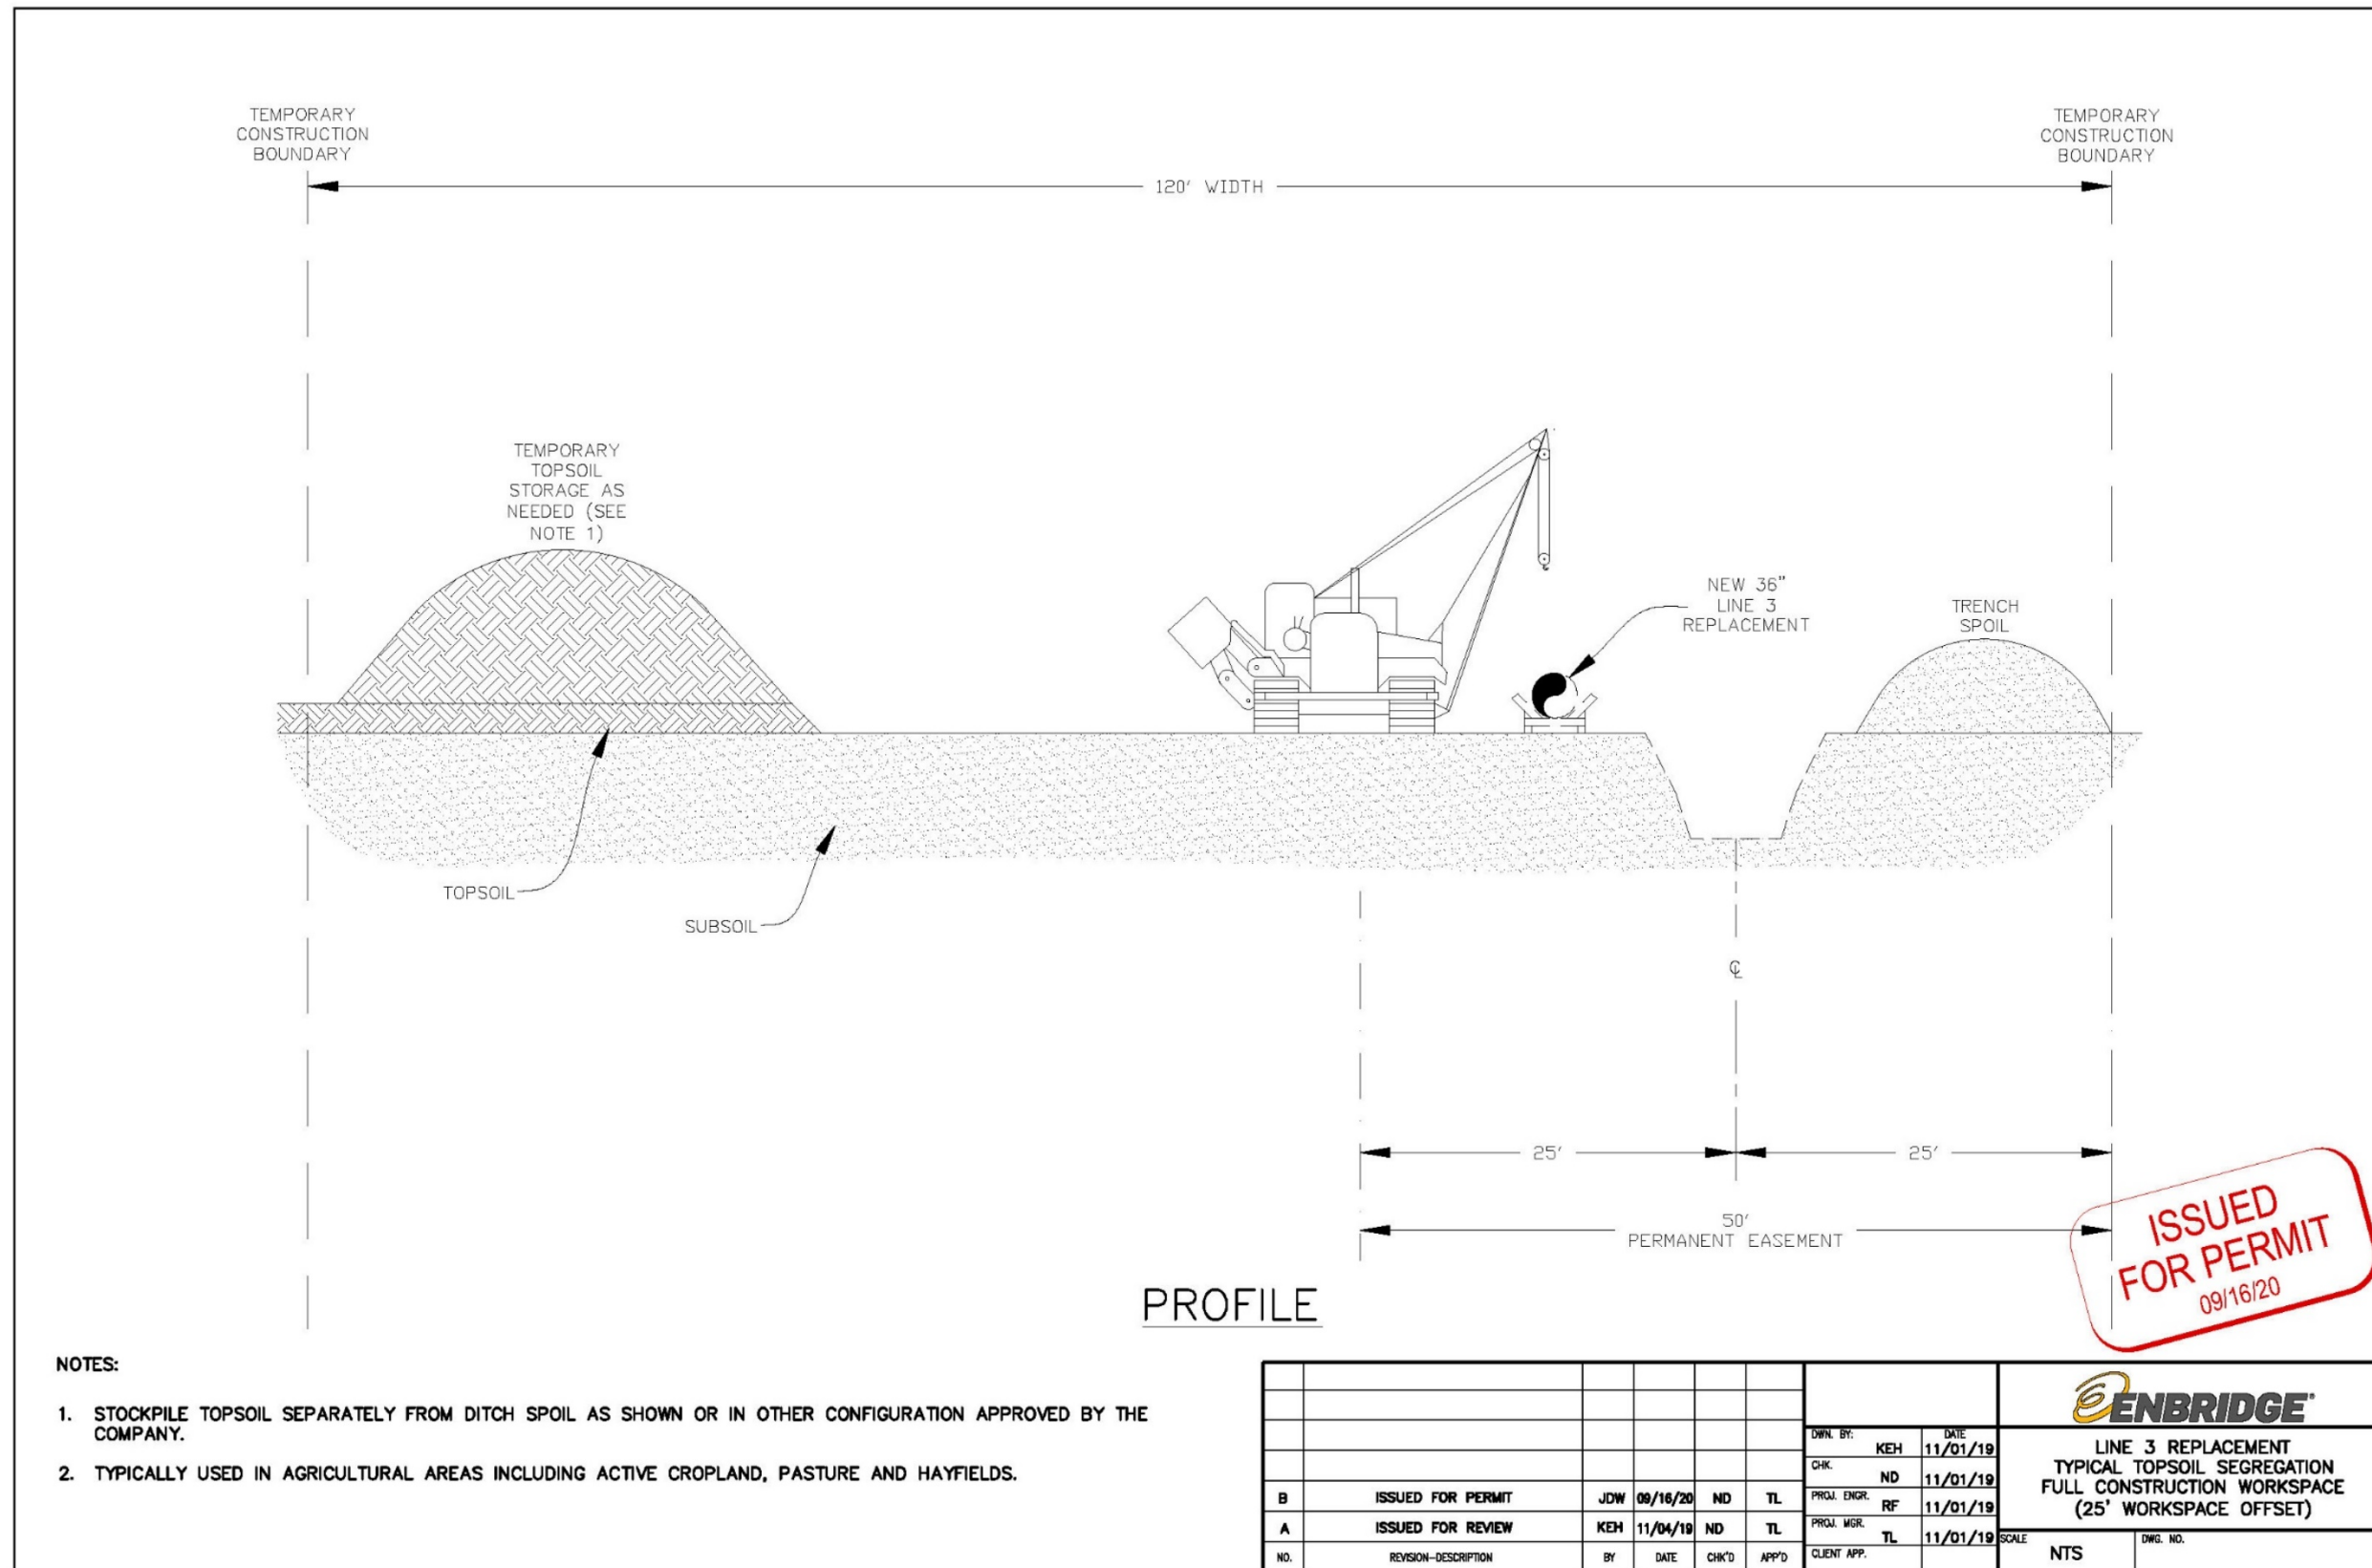 TEMPORARY
CONSTRUCTION
BOUNDARY
TEMPORARY
CONSTRUCTION
BOUNDARY
120' WIDTH
TEMPORARY
TOPSOIL
STORAGE AS
NEEDED (SEE
NOTE 1)
NEW 36"
LINE 3
REPLACEMENT
TRENCH
SPOIL
TOPSOIL
SUBSOIL
℄
25'
25'
50'
PERMANENT EASEMENT
PROFILE
ISSUED
FOR PERMIT
09/16/20
NOTES:
1. STOCKPILE TOPSOIL SEPARATELY FROM DITCH SPOIL AS SHOWN OR IN OTHER CONFIGURATION APPROVED BY THE
COMPANY.
2. TYPICALLY USED IN AGRICULTURAL AREAS INCLUDING ACTIVE CROPLAND, PASTURE AND HAYFIELDS.
B ISSUED FOR PERMIT JDW 09/16/20 ND TL
A ISSUED FOR REVIEW KEH 11/04/19 ND TL
NO. REVISION-DESCRIPTION BY DATE CHK'D APP'D
DWN. BY: KEH DATE 11/01/19
CHK. ND 11/01/19
PROJ. ENGR. RF 11/01/19
PROJ. MGR. TL 11/01/19
CLIENT APP.
ENBRIDGE®
LINE 3 REPLACEMENT
TYPICAL TOPSOIL SEGREGATION
FULL CONSTRUCTION WORKSPACE
(25' WORKSPACE OFFSET)
SCALE NTS
DWG. NO.